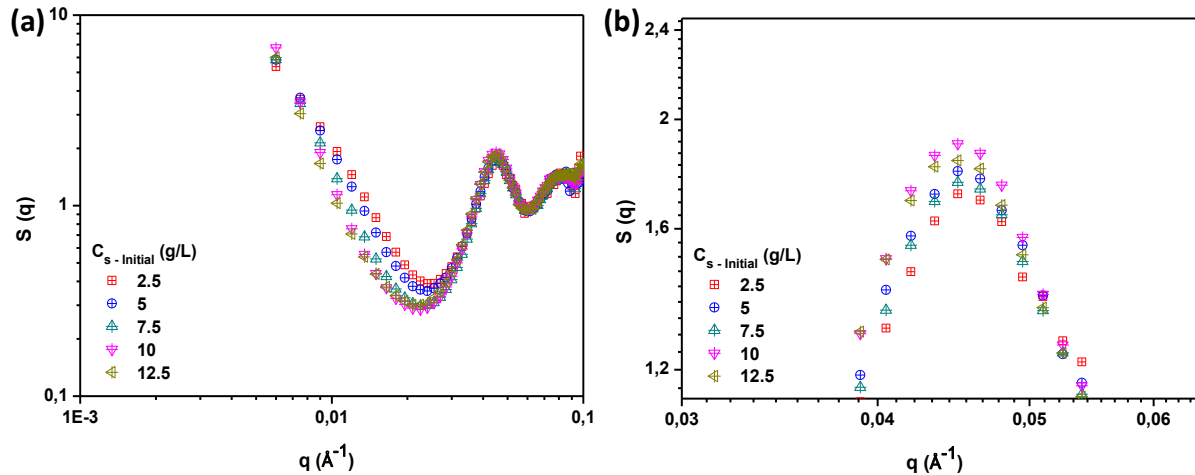 (a)
10
1
0,1
S (q)
1E-3
0,01
0,1
q (Å⁻¹)
C s - Initial (g/L)
2.5
5
7.5
10
12.5
(b)
2,4
2
1,6
1,2
S (q)
0,03
0,04
0,05
0,06
q (Å⁻¹)
C s - Initial (g/L)
2.5
5
7.5
10
12.5